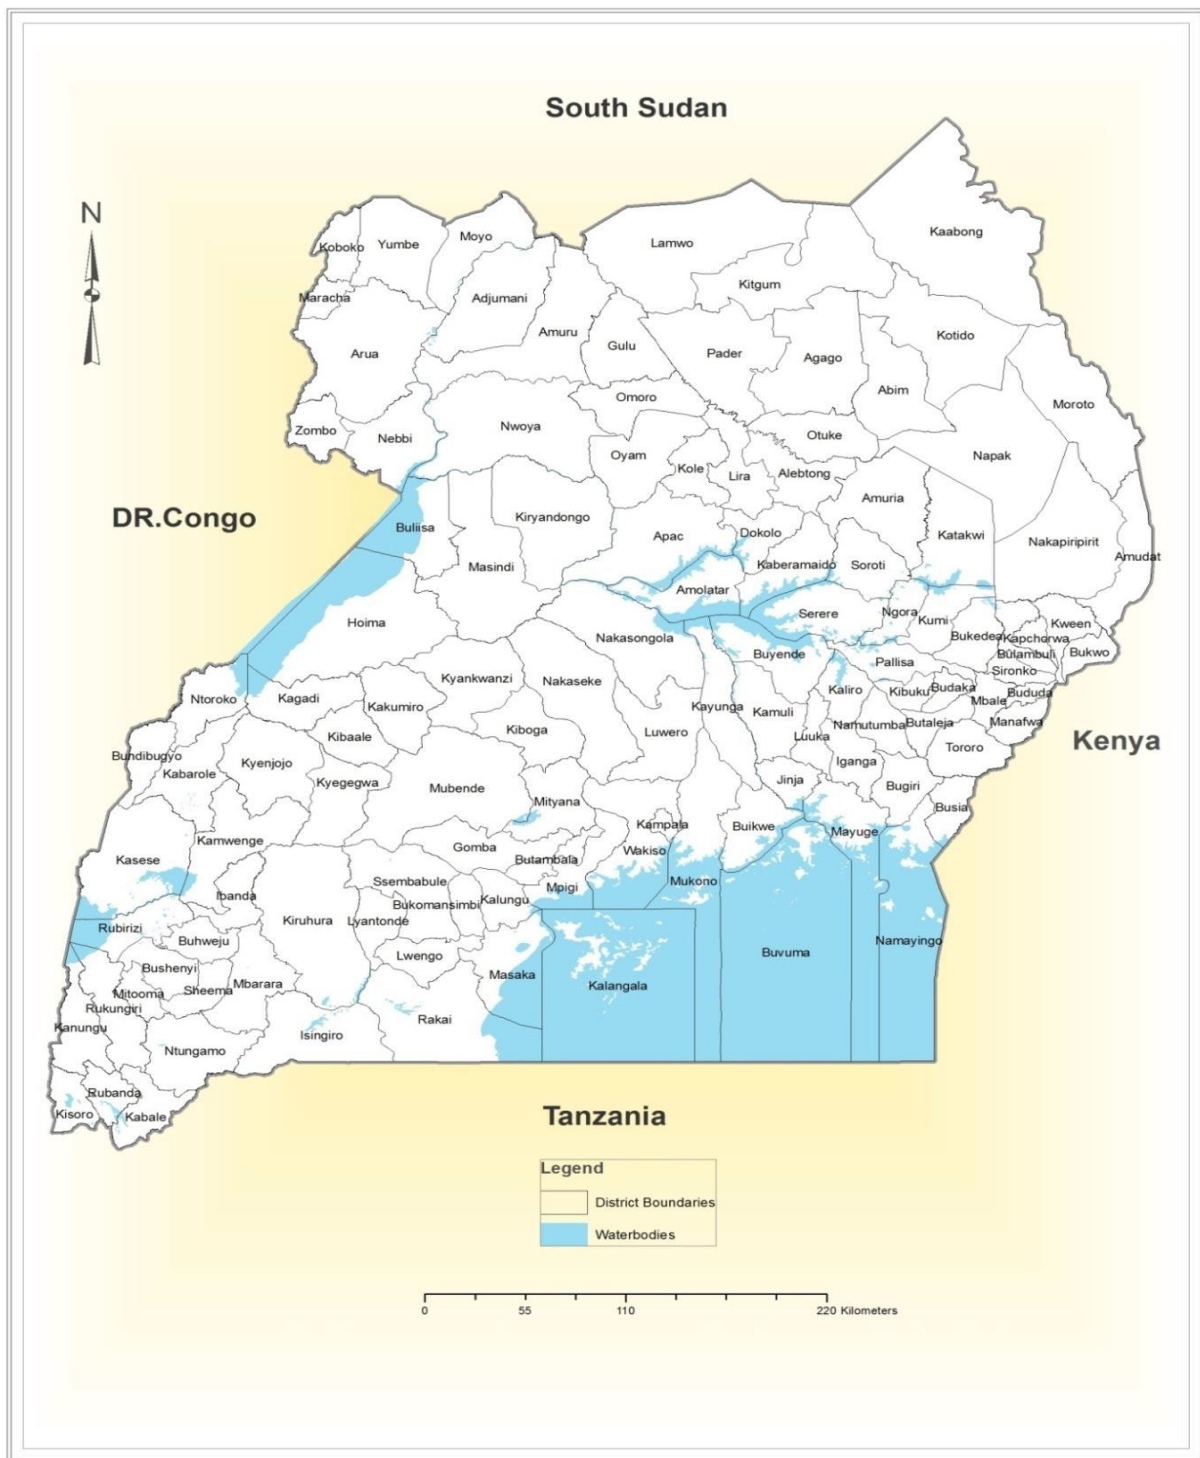 South Sudan
N
Kaabong
Koboko
Yumbe
Moyo
Lamwo
Kitgum
Maracha
Adjumani
Amuru
Kotido
Arua
Gulu
Pader
Agago
Abim
Omoro
Moroto
Zombo
Nebbi
Nwoya
Otuke
Oyam
Napak
Kole
Lira
Alebtong
Amuria
DR.Congo
Buliisa
Kiryandongo
Apac
Dokolo
Katakwi
Nakapiripirit
Amudat
Masindi
Kaberamaido
Soroti
Amolatar
Serere
Ngora
Kumi
Hoima
Nakasongola
Bukedea
Kapchorwa
Kween
Buyende
Pallisa
Bulambuli
Bukwo
Sironko
Kyankwanzi
Nakaseke
Ntoroko
Kagadi
Kakumiro
Kayunga
Kamuli
Kaliro
Kibuku
Budaka
Mbale
Bududa
Kibaale
Kiboga
Luwero
Luuka
Namutumba
Butaleja
Manafwa
Kenya
Bundibugyo
Kabarole
Kyenjojo
Kyegegwa
Mubende
Iganga
Tororo
Jinja
Bugiri
Mityana
Busia
Kampala
Buikwe
Mayuge
Kamwenge
Gomba
Wakiso
Kasese
Butambala
Ssembabule
Mpigi
Mukono
Ibanda
Bukomansimbi
Kalungu
Kiruhura
Lyantonde
Rubirizi
Buhweju
Lwengo
Buvuma
Namayingo
Bushenyi
Masaka
Kalangala
Mitooma
Sheema
Mbarara
Rukungiri
Kanungu
Isingiro
Rakai
Ntungamo
Rubanda
Kisoro
Kabale
Tanzania
Legend
District Boundaries
Waterbodies
0 55 110 220 Kilometers